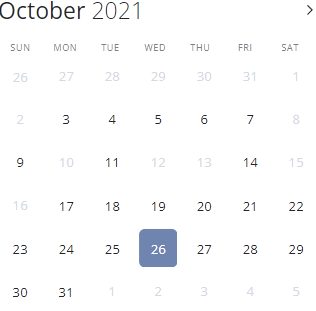 October 2021
SUN MON TUE WED THU FRI SAT
26 27 28 29 30 31 1
2 3 4 5 6 7 8
9 10 11 12 13 14 15
16 17 18 19 20 21 22
23 24 25 26 27 28 29
30 31 1 2 3 4 5